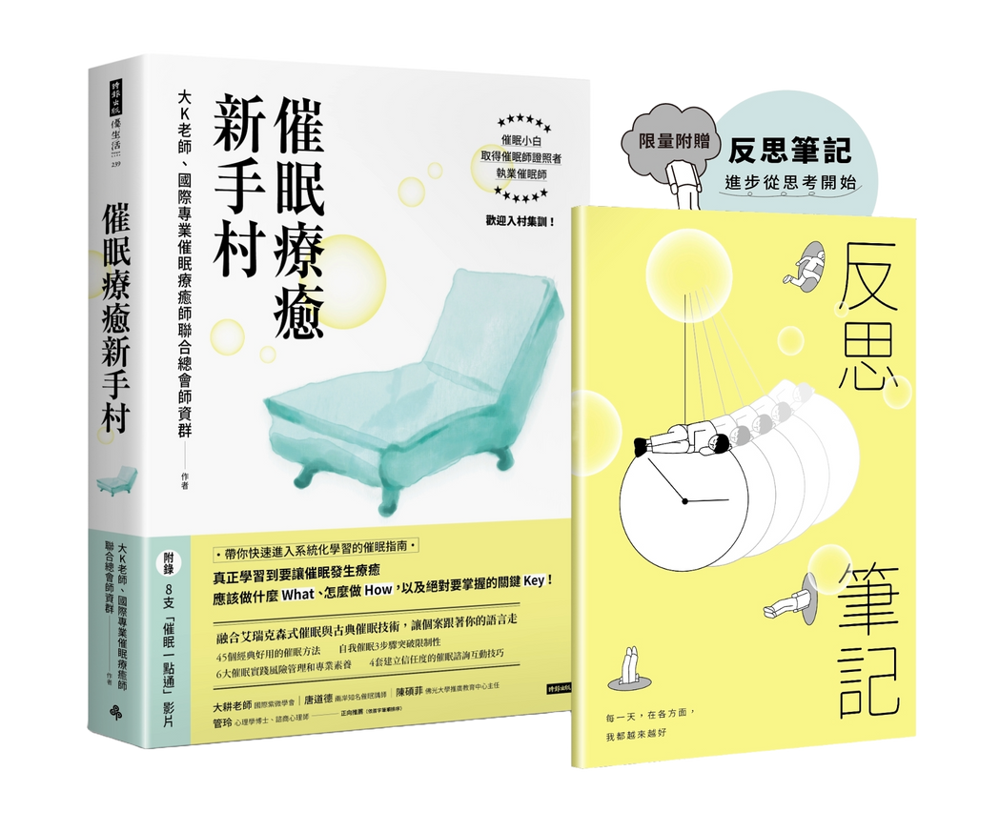 時報出版
優生活
239
催眠療癒新手村
大K老師、國際專業催眠療癒師
聯合總會師資群
作者
催眠療癒
新手村
大K老師、國際專業催眠療癒師聯合總會師資群
作者
催眠小白
取得催眠師證照者
執業催眠師
歡迎入村集訓！
附錄
8支「催眠一點通」影片
・帶你快速進入系統化學習的催眠指南・
真正學習到要讓催眠發生療癒
應該做什麼 What、怎麼做 How，以及絕對要掌握的關鍵 Key！
融合艾瑞克森式催眠與古典催眠技術，讓個案跟著你的語言走
45個經典好用的催眠方法 自我催眠3步驟突破限制性
6大催眠實踐風險管理和專業素養 4套建立信任度的催眠諮詢互動技巧
大耕老師 國際紫微學會｜唐道德 兩岸知名催眠講師｜陳碩菲 佛光大學推廣教育中心主任
管玲 心理學博士、諮商心理師 ── 正向推薦（依首字筆畫排序）
時報出版
限量附贈
反思筆記
進步從思考開始
反思
筆記
每一天，在各方面，
我都越來越好